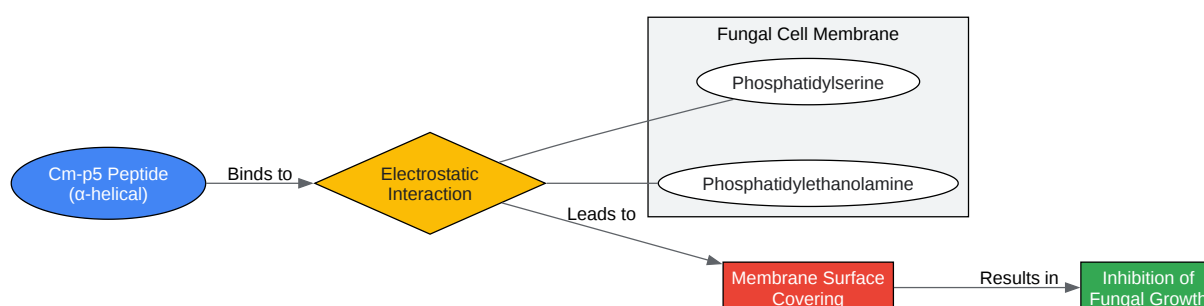 Fungal Cell Membrane
Phosphatidylserine
Cm-p5 Peptide
(α-helical)
Binds to
Electrostatic
Interaction
Phosphatidylethanolamine
Leads to
Membrane Surface
Covering
Results in
Inhibition of
Fungal Growth